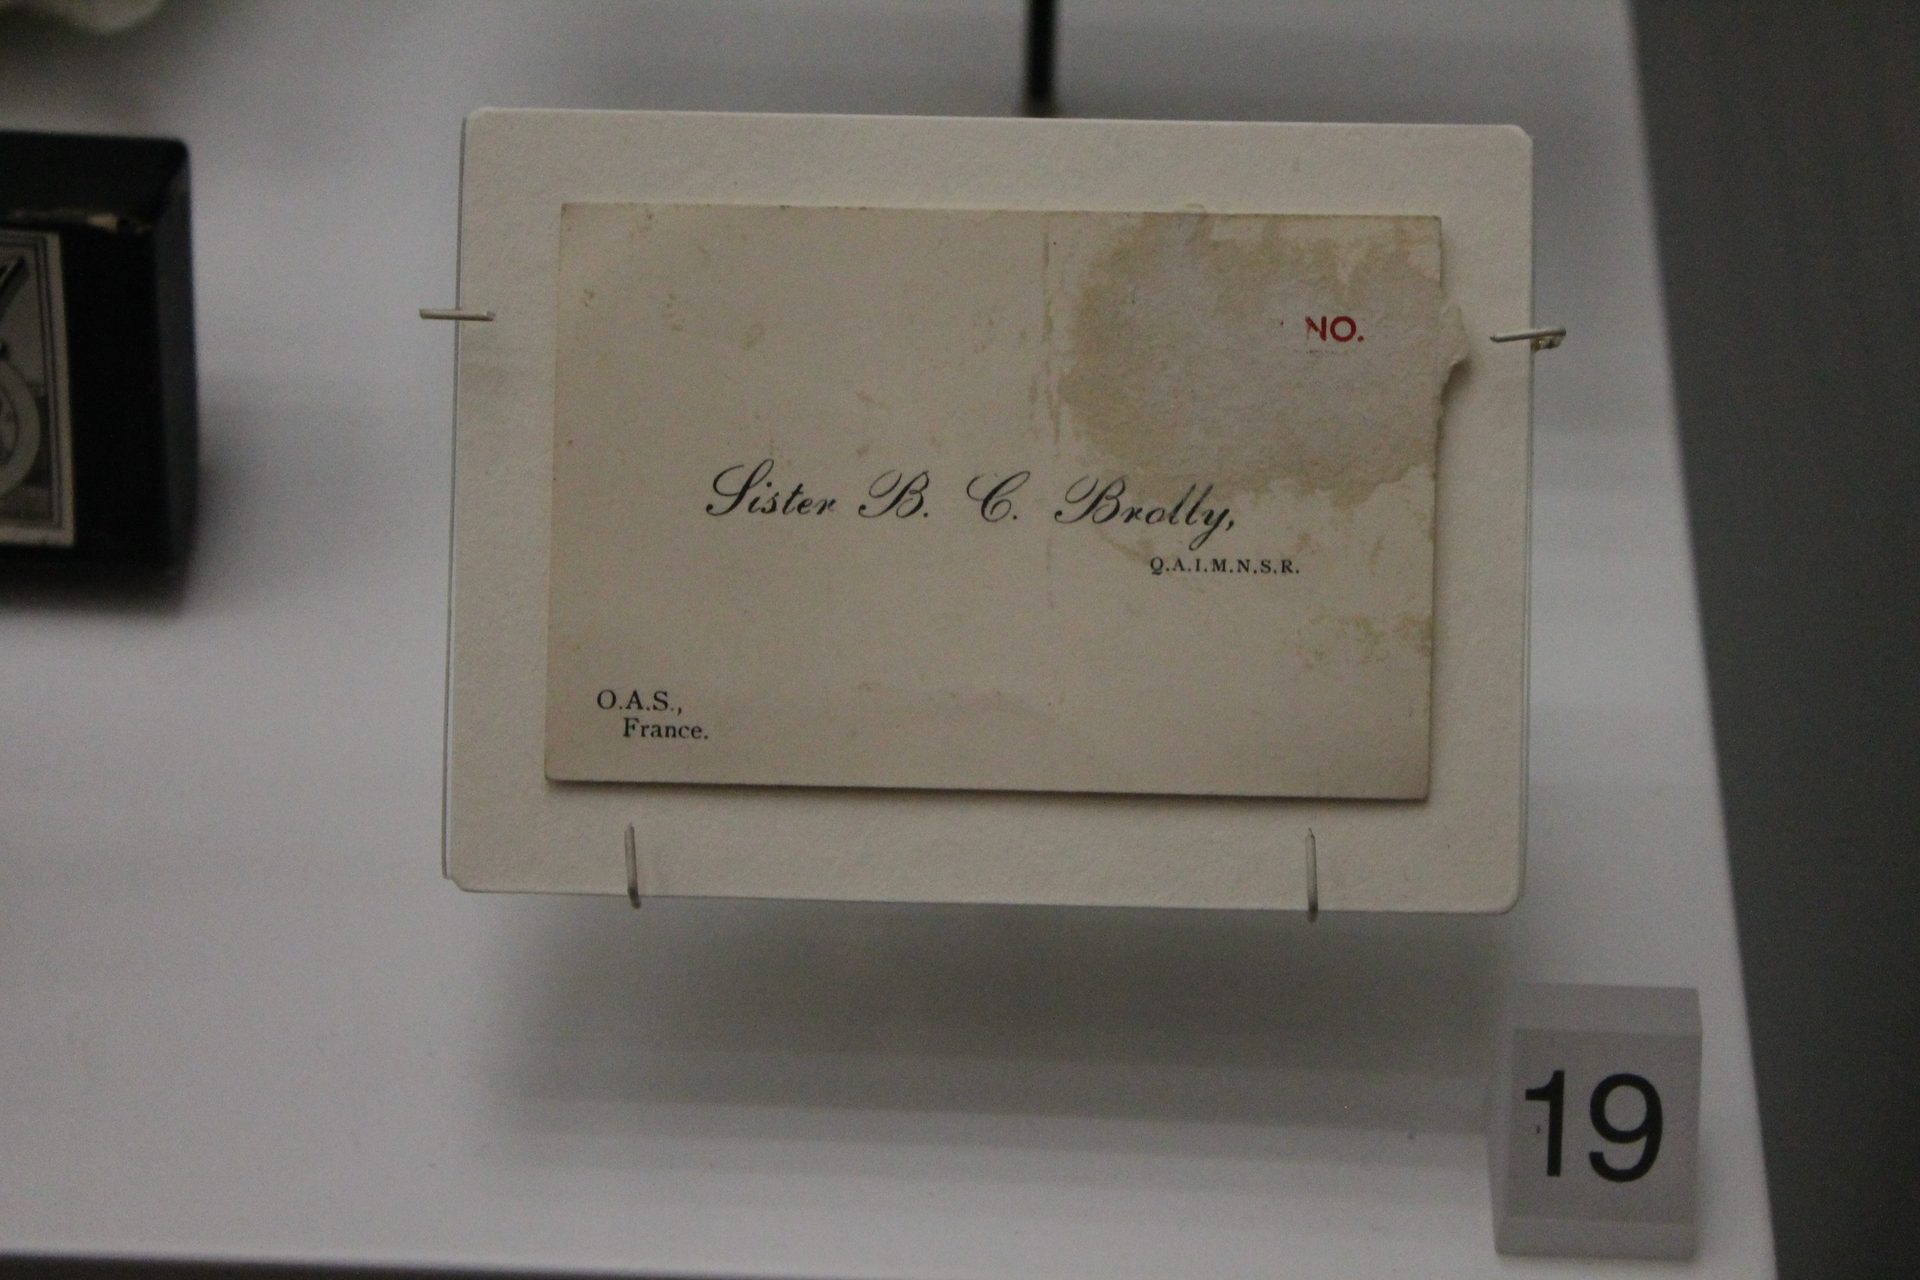 NO.
Sister B. C. Brolly,
Q.A.I.M.N.S.R.
O.A.S.,
France.
19